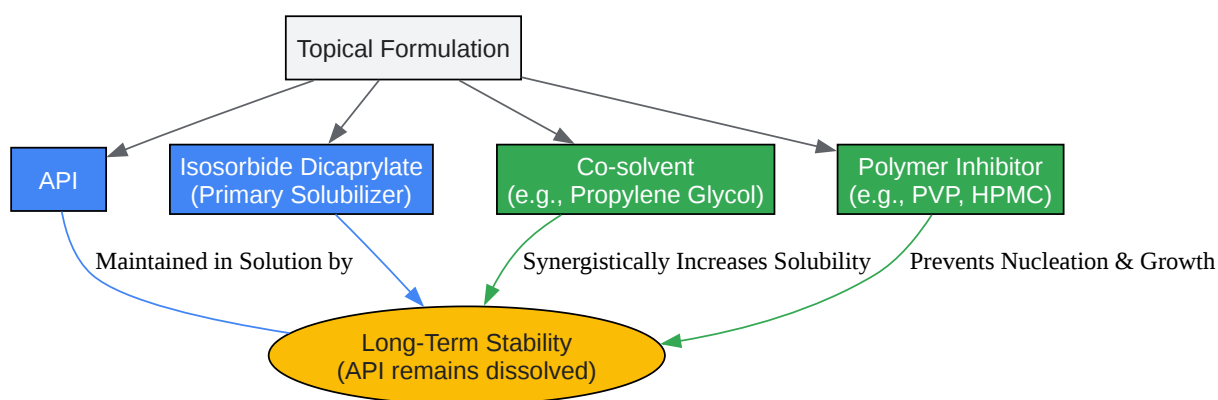 Topical Formulation
API
Isosorbide Dicaprylate
(Primary Solubilizer)
Co-solvent
(e.g., Propylene Glycol)
Polymer Inhibitor
(e.g., PVP, HPMC)
Maintained in Solution by
Synergistically Increases Solubility
Prevents Nucleation & Growth
Long-Term Stability
(API remains dissolved)